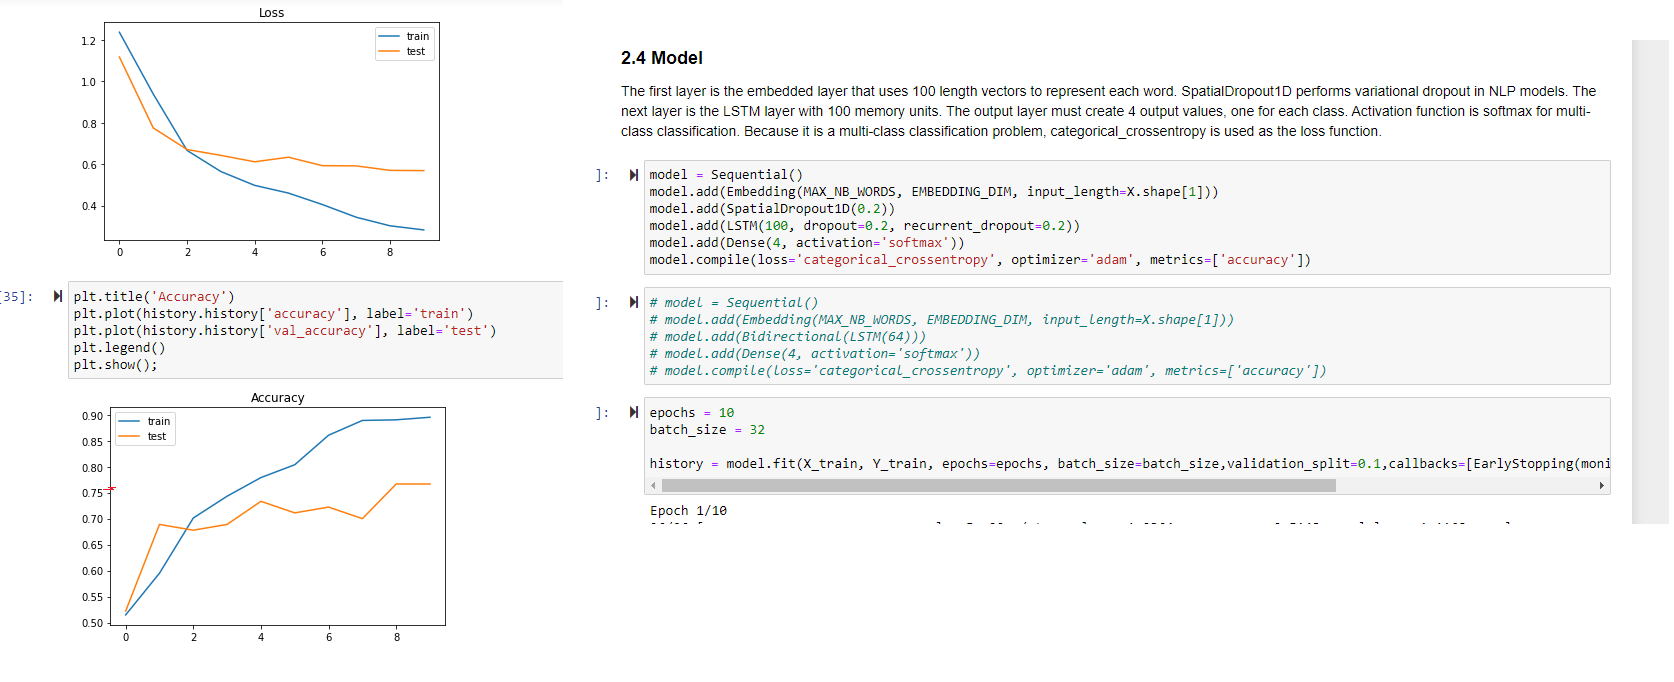 Loss
train
test
1.2
1.0
0.8
0.6
0.4
0 2 4 6 8
35]:
plt.title('Accuracy')
plt.plot(history.history['accuracy'], label='train')
plt.plot(history.history['val_accuracy'], label='test')
plt.legend()
plt.show();
Accuracy
train
test
0.90
0.85
0.80
0.75
0.70
0.65
0.60
0.55
0.50
0 2 4 6 8
2.4 Model
The first layer is the embedded layer that uses 100 length vectors to represent each word. SpatialDropout1D performs variational dropout in NLP models. The
next layer is the LSTM layer with 100 memory units. The output layer must create 4 output values, one for each class. Activation function is softmax for multi-
class classification. Because it is a multi-class classification problem, categorical_crossentropy is used as the loss function.
]:
model = Sequential()
model.add(Embedding(MAX_NB_WORDS, EMBEDDING_DIM, input_length=X.shape[1]))
model.add(SpatialDropout1D(0.2))
model.add(LSTM(100, dropout=0.2, recurrent_dropout=0.2))
model.add(Dense(4, activation='softmax'))
model.compile(loss='categorical_crossentropy', optimizer='adam', metrics=['accuracy'])
]:
# model = Sequential()
# model.add(Embedding(MAX_NB_WORDS, EMBEDDING_DIM, input_length=X.shape[1]))
# model.add(Bidirectional(LSTM(64)))
# model.add(Dense(4, activation='softmax'))
# model.compile(loss='categorical_crossentropy', optimizer='adam', metrics=['accuracy'])
]:
epochs = 10
batch_size = 32
history = model.fit(X_train, Y_train, epochs=epochs, batch_size=batch_size,validation_split=0.1,callbacks=[EarlyStopping(moni
Epoch 1/10